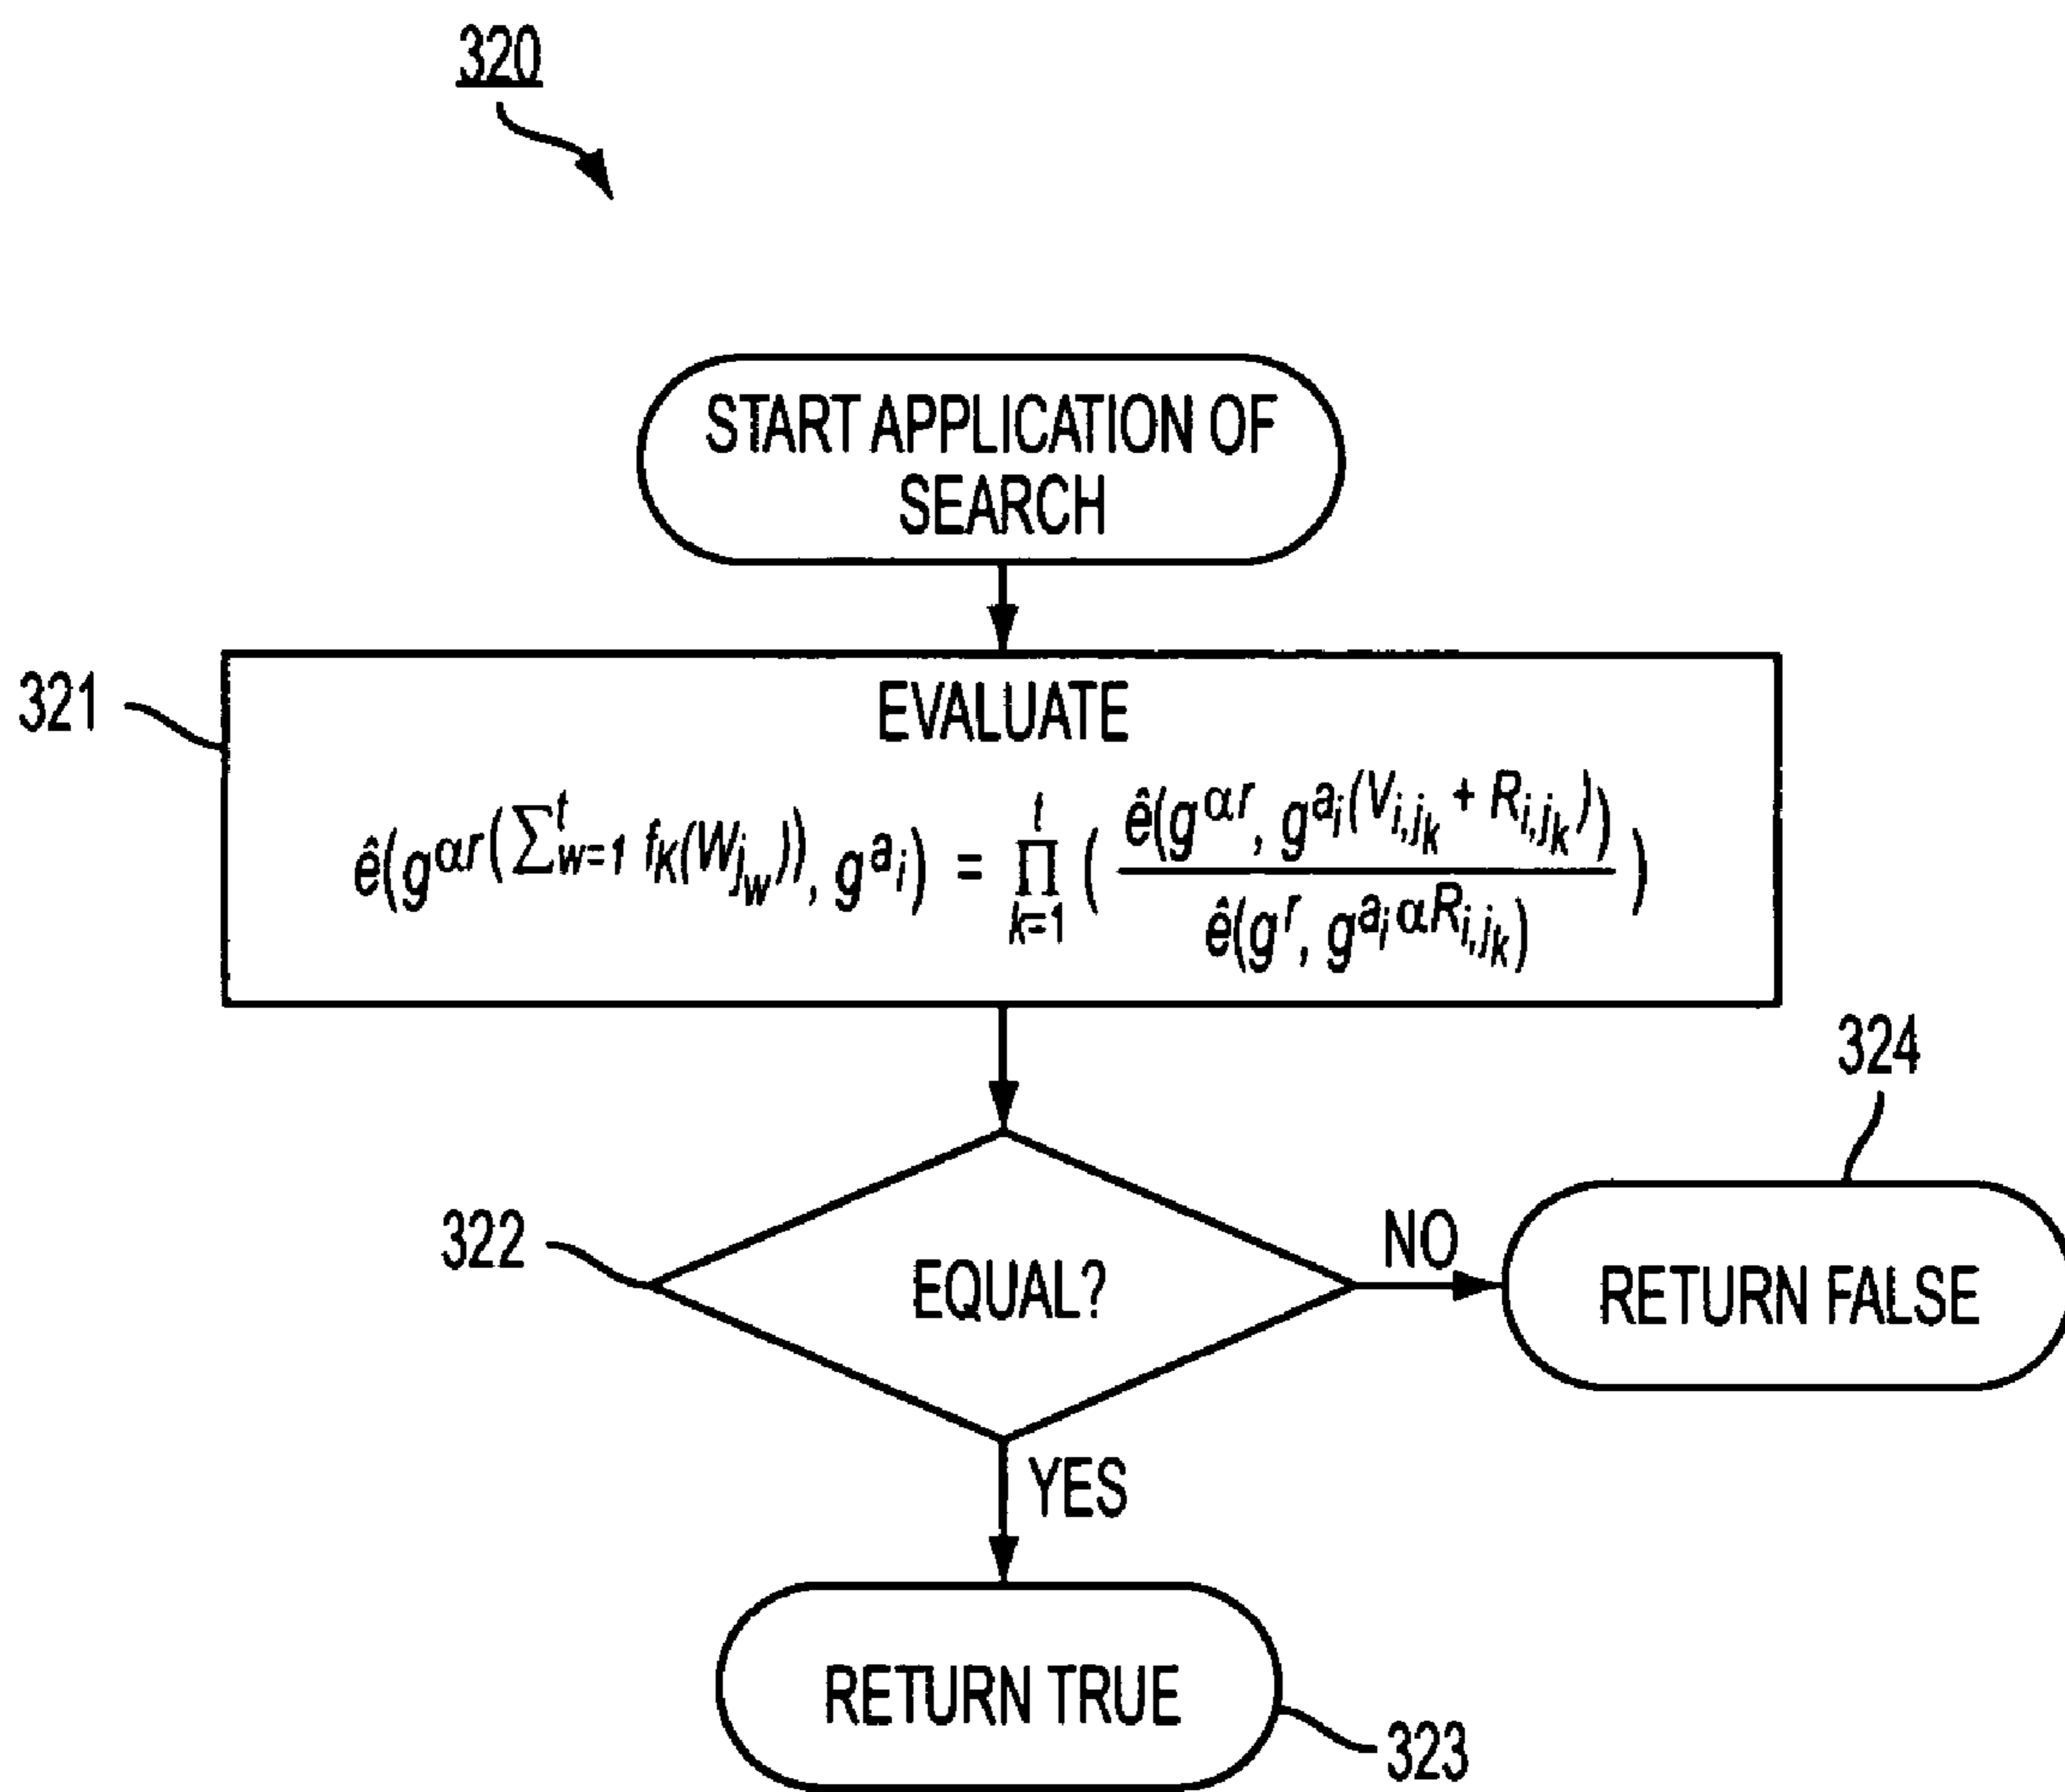 320
START APPLICATION OF
SEARCH
321
EVALUATE
ê(g^{αr(∑_{w=1}^{t} f_k(W_{j_w}))}, g^{a_i}) = ∏_{k=1}^{t} ( ê(g^{αr}, g^{a_i(V_{i,j_k} + R_{i,j_k})}) / ê(g^r, g^{a_i αR_{i,j_k}}) )
324
322
EQUAL?
NO
RETURN FALSE
YES
RETURN TRUE
323